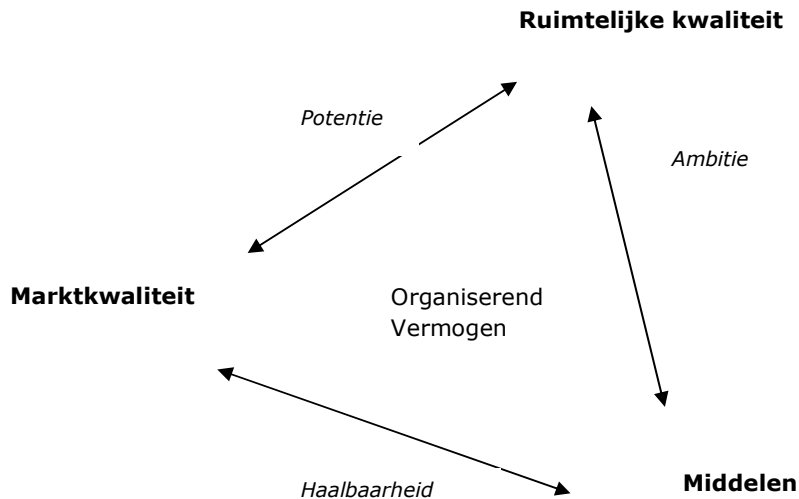 Ruimtelijke kwaliteit
Potentie
Ambitie
Marktkwaliteit
Organiserend
Vermogen
Middelen
Haalbaarheid